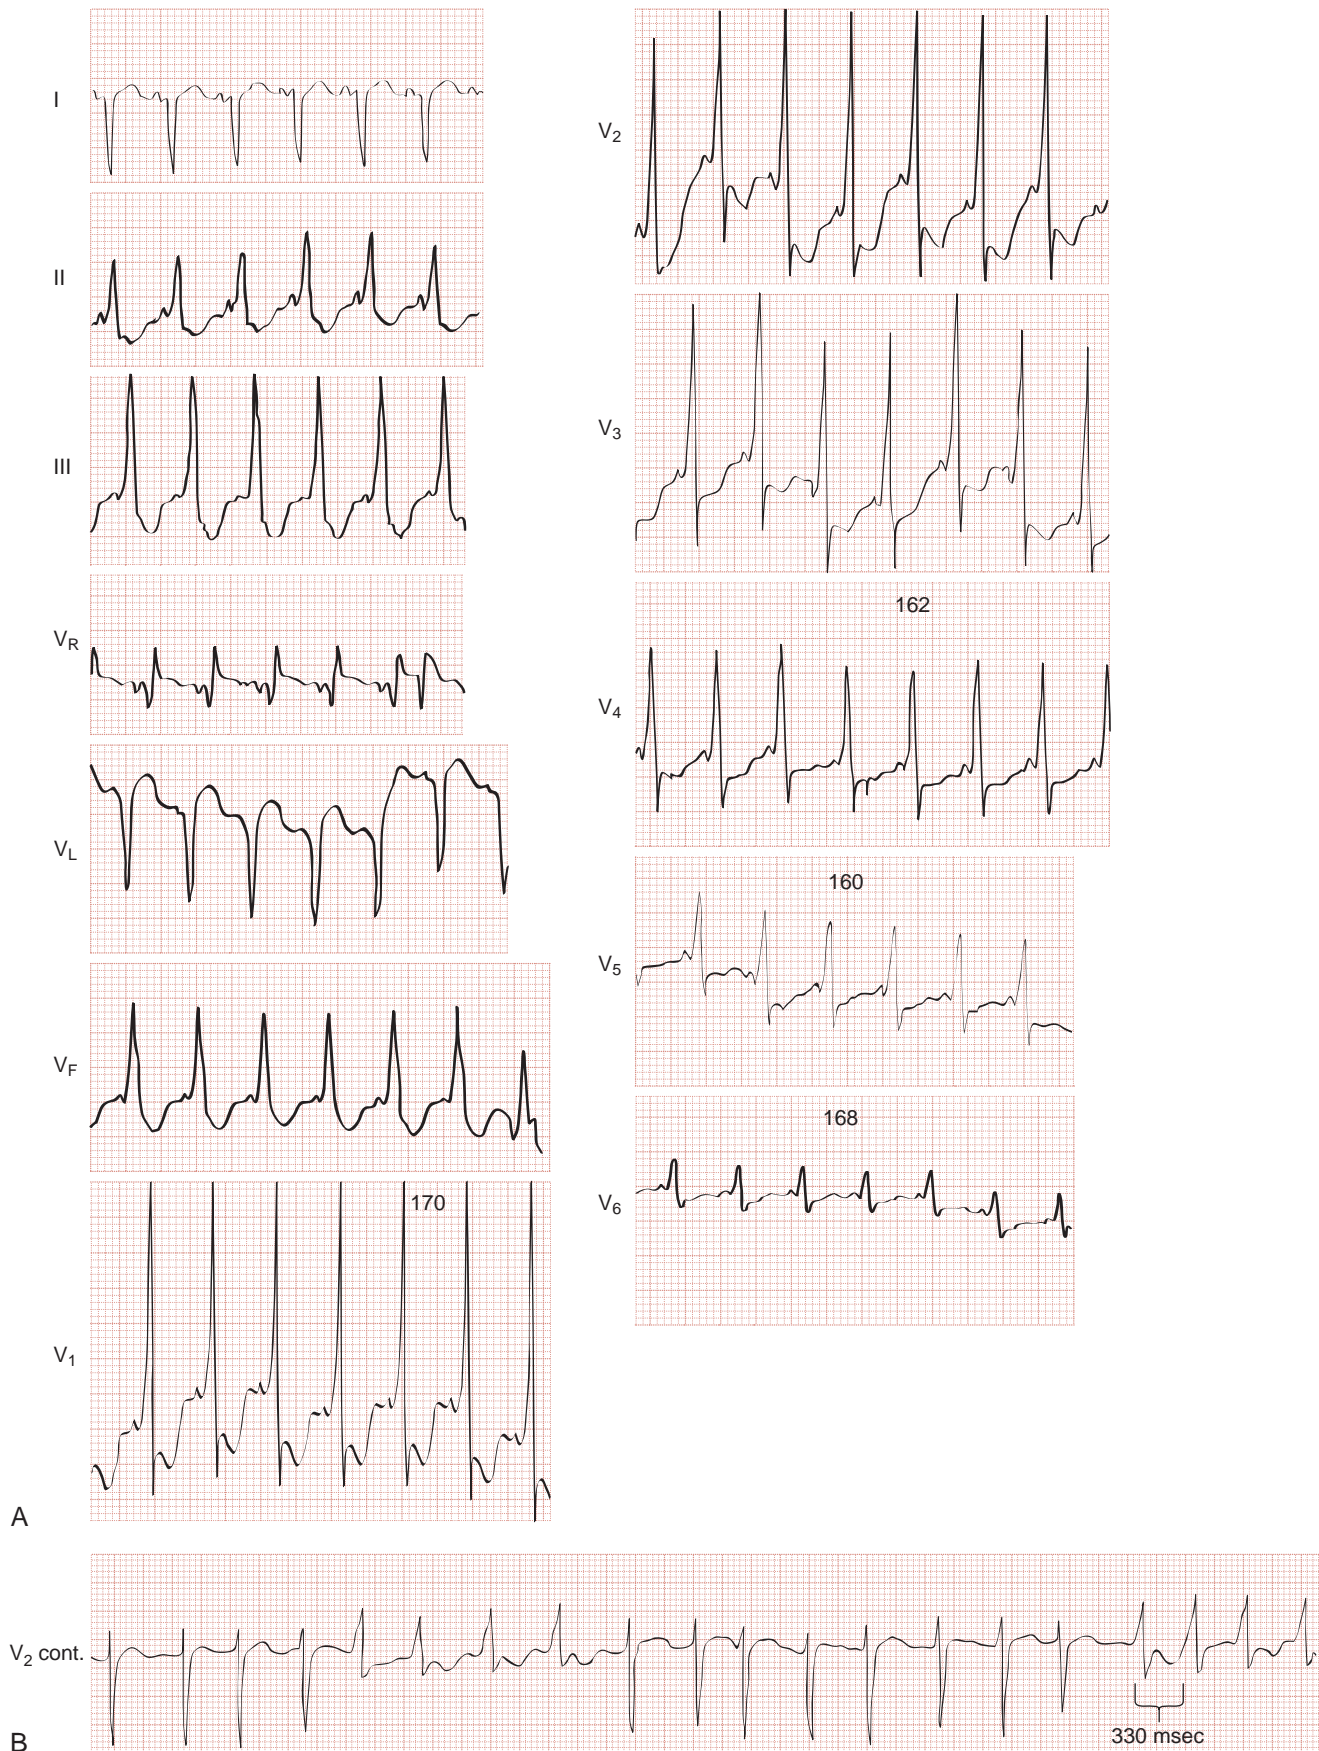 I
II
III
VR
VL
VF
170
V1
A
V2
V3
162
V4
160
V5
168
V6
V2 cont.
330 msec
B